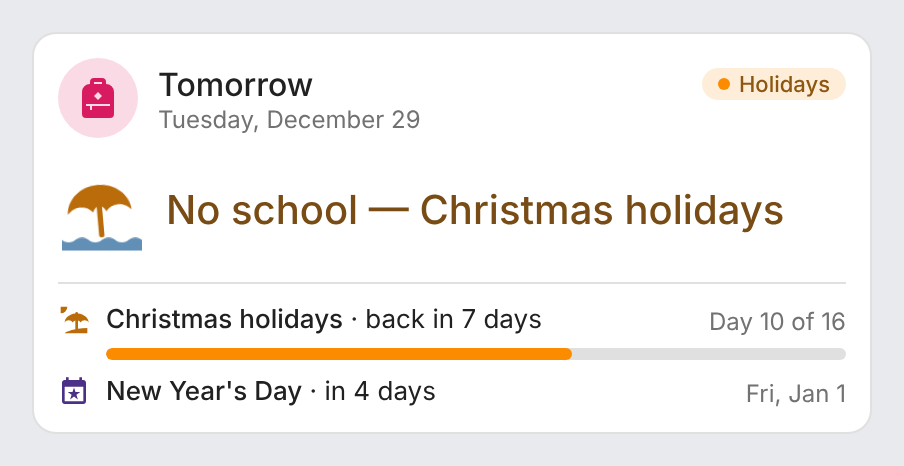 Tomorrow
Holidays
Tuesday, December 29
No school — Christmas holidays
Christmas holidays · back in 7 days
Day 10 of 16
New Year's Day · in 4 days
Fri, Jan 1